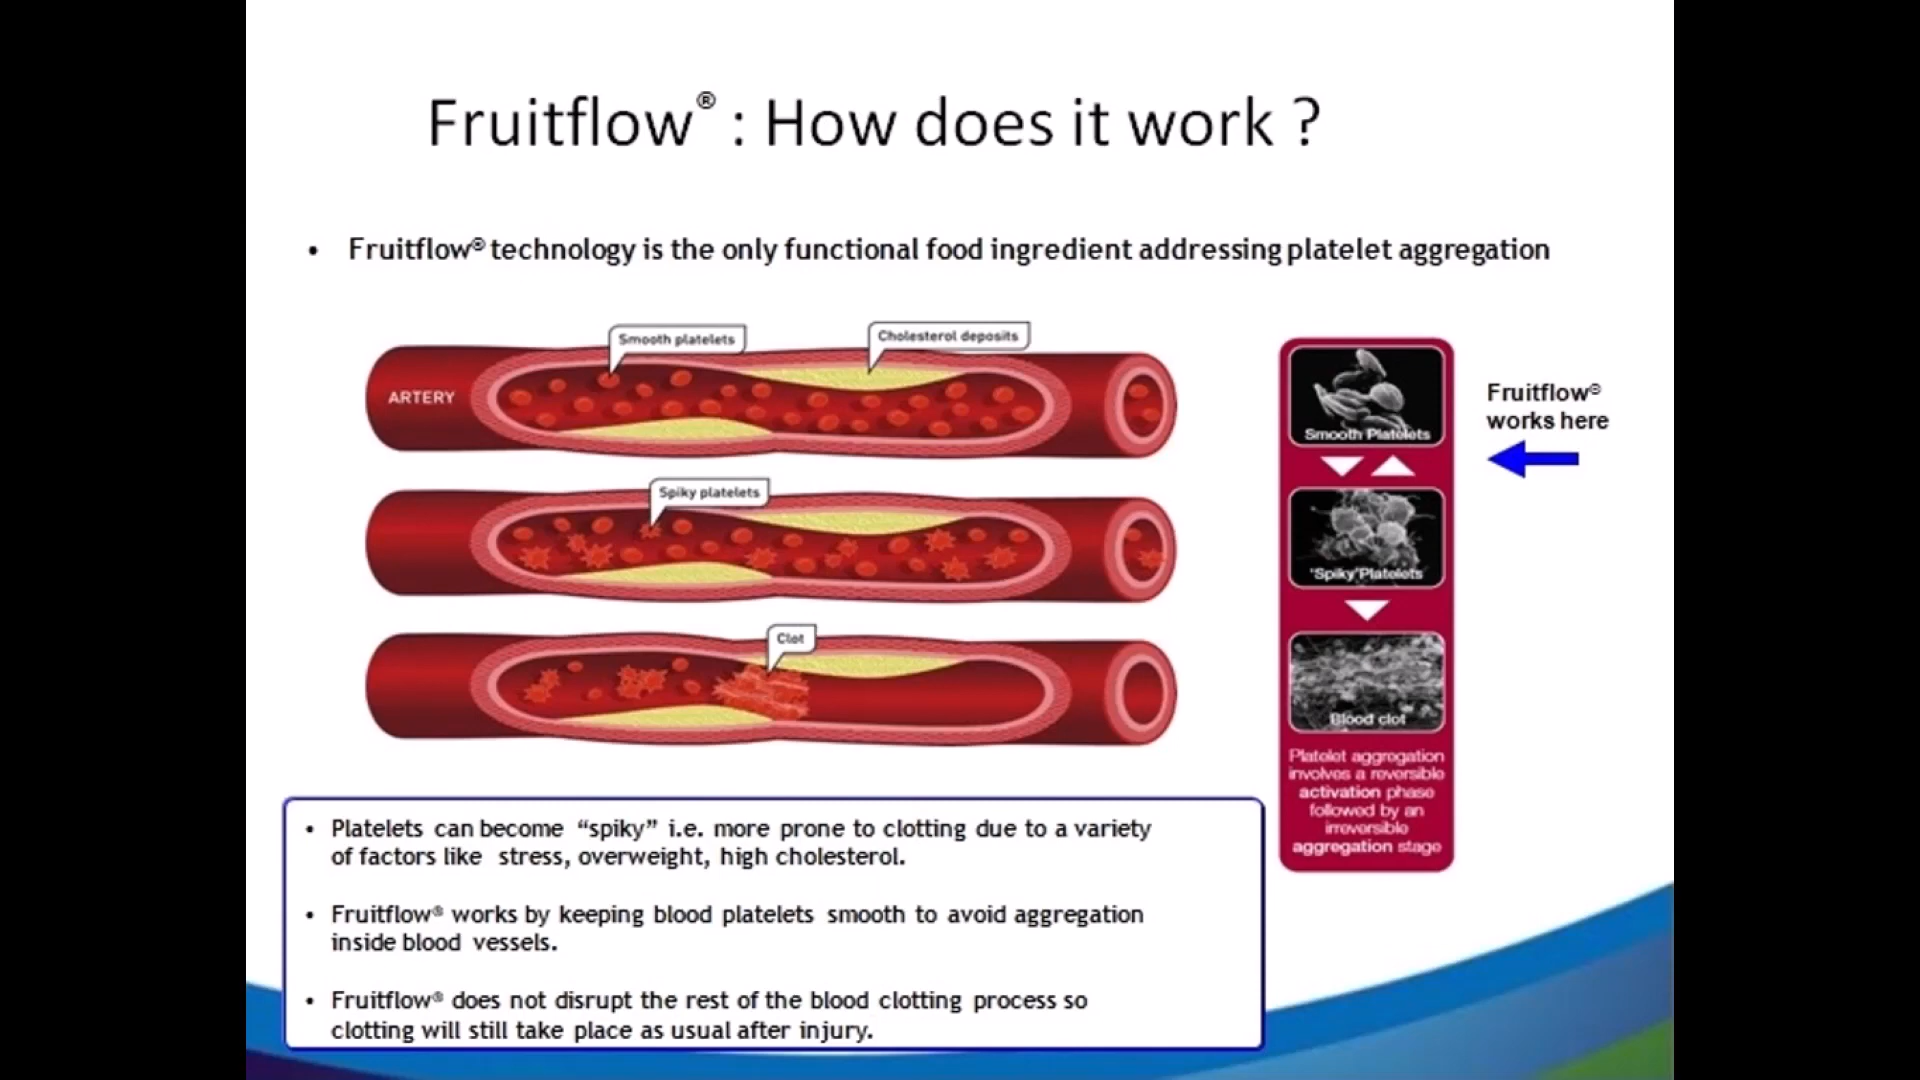 Fruitflow® : How does it work ?
• Fruitflow® technology is the only functional food ingredient addressing platelet aggregation
Smooth platelets
Cholesterol deposits
ARTERY
Spiky platelets
Clot
Smooth Platelets
'Spiky'Platelets
Blood clot
Platelet aggregation
involves a reversible
activation phase
followed by an
irreversible
aggregation stage
Fruitflow®
works here
• Platelets can become “spiky” i.e. more prone to clotting due to a variety
of factors like stress, overweight, high cholesterol.
• Fruitflow® works by keeping blood platelets smooth to avoid aggregation
inside blood vessels.
• Fruitflow® does not disrupt the rest of the blood clotting process so
clotting will still take place as usual after injury.